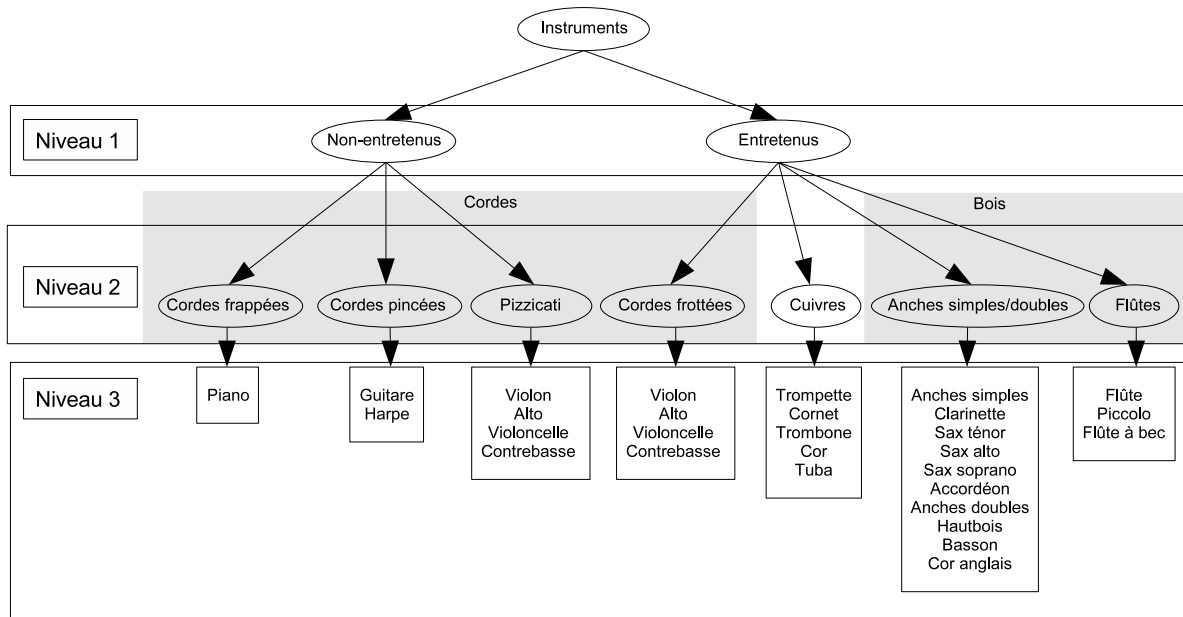 Instruments
Niveau 1
Non-entretenus
Entretenus
Cordes
Bois
Niveau 2
Cordes frappées
Cordes pincées
Pizzicati
Cordes frottées
Cuivres
Anches simples/doubles
Flûtes
Niveau 3
Piano
Guitare
Harpe
Violon
Alto
Violoncelle
Contrebasse
Violon
Alto
Violoncelle
Contrebasse
Trompette
Cornet
Trombone
Cor
Tuba
Anches simples
Clarinette
Sax ténor
Sax alto
Sax soprano
Accordéon
Anches doubles
Hautbois
Basson
Cor anglais
Flûte
Piccolo
Flûte à bec